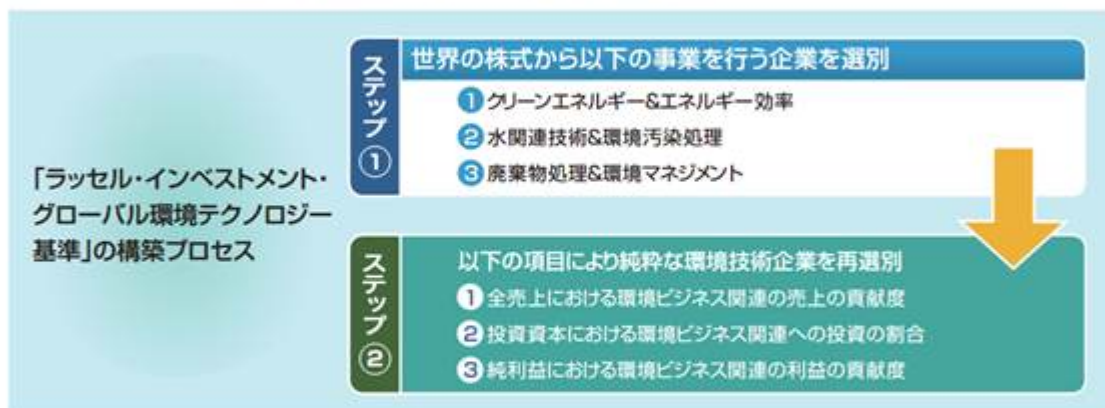 「ラッセル・インベストメント・
グローバル環境テクノロジー
基準」の構築プロセス
ステップ①
世界の株式から以下の事業を行う企業を選別
①クリーンエネルギー&エネルギー効率
②水関連技術&環境汚染処理
③廃棄物処理&環境マネジメント
ステップ②
以下の項目により純粋な環境技術企業を再選別
①全売上における環境ビジネス関連の売上の貢献度
②投資資本における環境ビジネス関連への投資の割合
③純利益における環境ビジネス関連の利益の貢献度